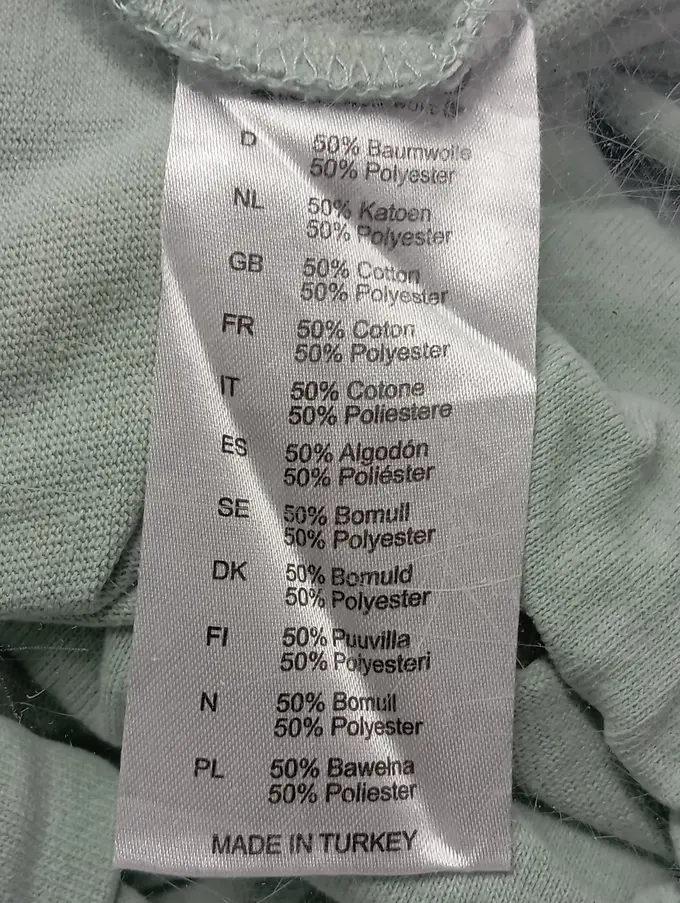 D 50% Baumwolle
50% Polyester
NL 50% Katoen
50% Polyester
GB 50% Cotton
50% Polyester
FR 50% Coton
50% Polyester
IT 50% Cotone
50% Poliestere
ES 50% Algodón
50% Poliéster
SE 50% Bomull
50% Polyester
DK 50% Bomuld
50% Polyester
FI 50% Puuvilla
50% Polyesteri
N 50% Bomull
50% Polyester
PL 50% Bawełna
50% Poliester
MADE IN TURKEY